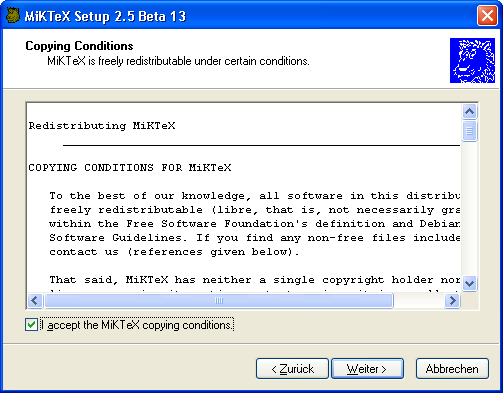 MiKTeX Setup 2.5 Beta 13
Copying Conditions
MiKTeX is freely redistributable under certain conditions.
Redistributing MiKTeX
COPYING CONDITIONS FOR MiKTeX
To the best of our knowledge, all software in this distribu
freely redistributable (libre, that is, not necessarily gra
within the Free Software Foundation's definition and Debian
Software Guidelines. If you find any non-free files include
contact us (references given below).
That said, MiKTeX has neither a single copyright holder nor
I accept the MiKTeX copying conditions.
< Zurück
Weiter >
Abbrechen